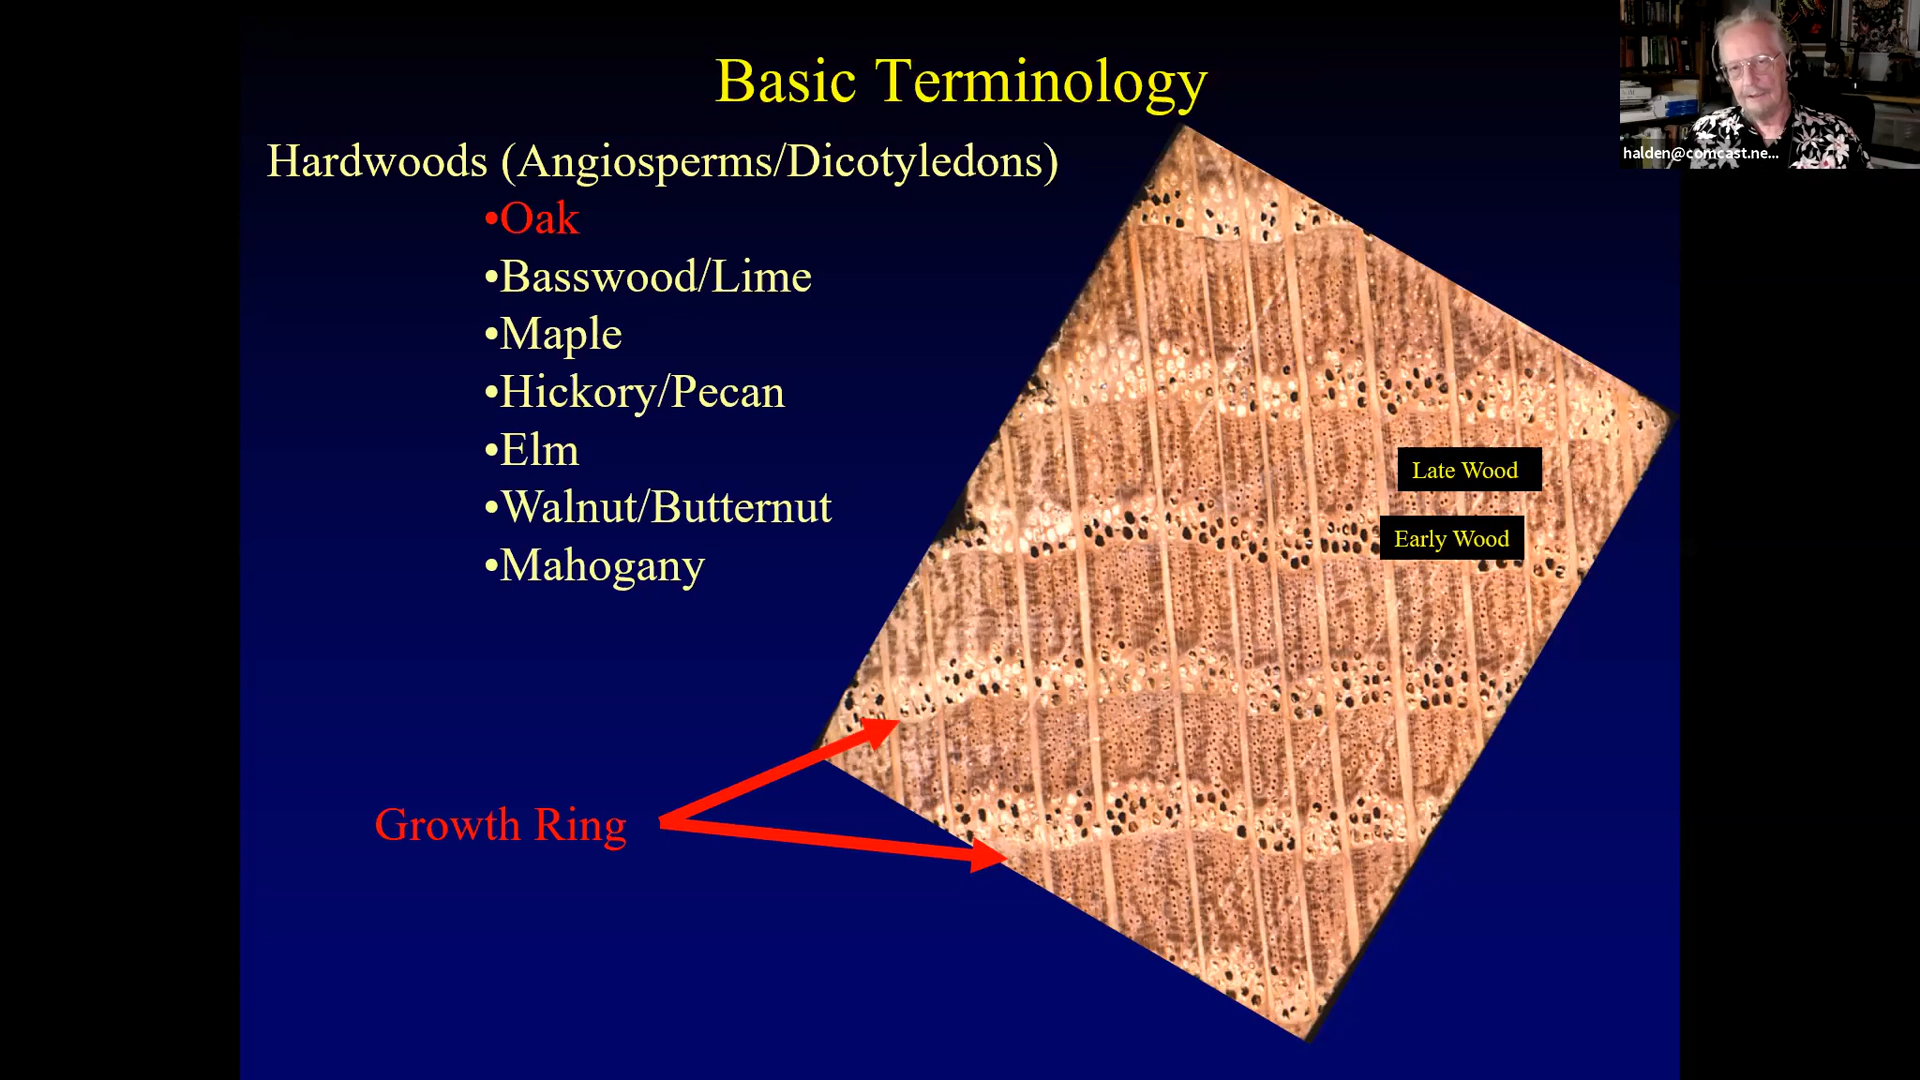 Basic Terminology
halden@comcast.ne...
Hardwoods (Angiosperms/Dicotyledons)
•Oak
•Basswood/Lime
•Maple
•Hickory/Pecan
•Elm
•Walnut/Butternut
•Mahogany
Late Wood
Early Wood
Growth Ring